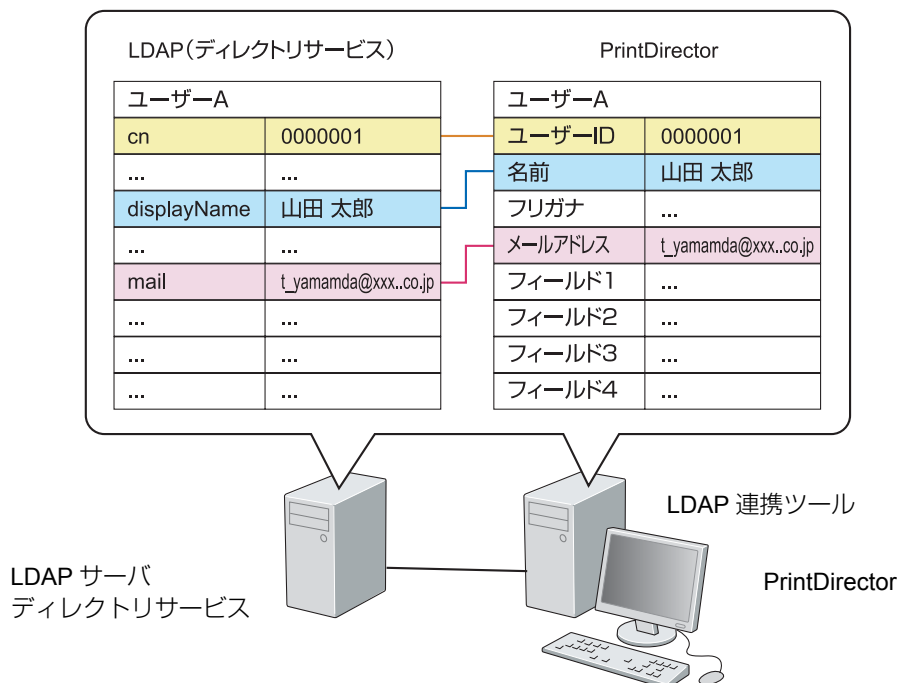 LDAP(ディレクトリサービス)
ユーザーA
cn 0000001
... ...
displayName 山田 太郎
... ...
mail t_yamamda@xxx..co.jp
... ...
... ...
... ...
PrintDirector
ユーザーA
ユーザーID 0000001
名前 山田 太郎
フリガナ ...
メールアドレス t_yamamda@xxx..co.jp
フィールド1 ...
フィールド2 ...
フィールド3 ...
フィールド4 ...
LDAP サーバ
ディレクトリサービス
LDAP 連携ツール
PrintDirector